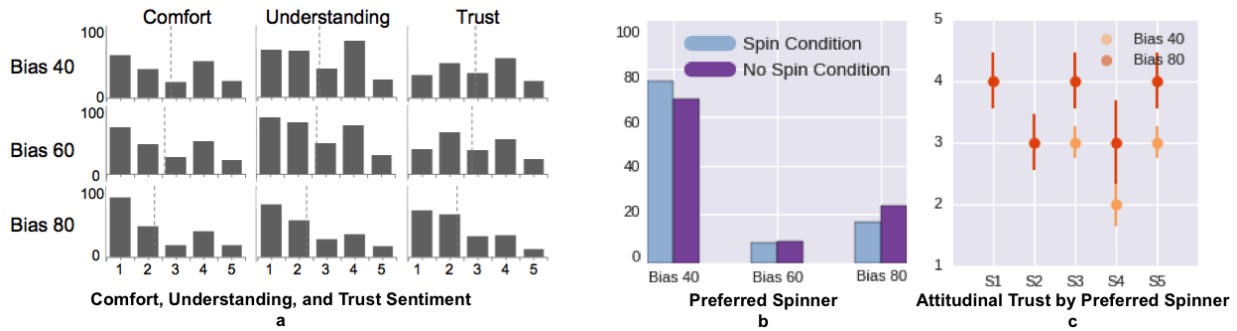 Comfort Understanding Trust
100
Bias 40
0
100
Bias 60
0
100
Bias 80
0
1 2 3 4 5 1 2 3 4 5 1 2 3 4 5
Comfort, Understanding, and Trust Sentiment
a
100
80
60
40
20
0
Spin Condition
No Spin Condition
Bias 40 Bias 60 Bias 80
Preferred Spinner
b
5
4
3
2
1
Bias 40
Bias 80
S1 S2 S3 S4 S5
Attitudinal Trust by Preferred Spinner
c